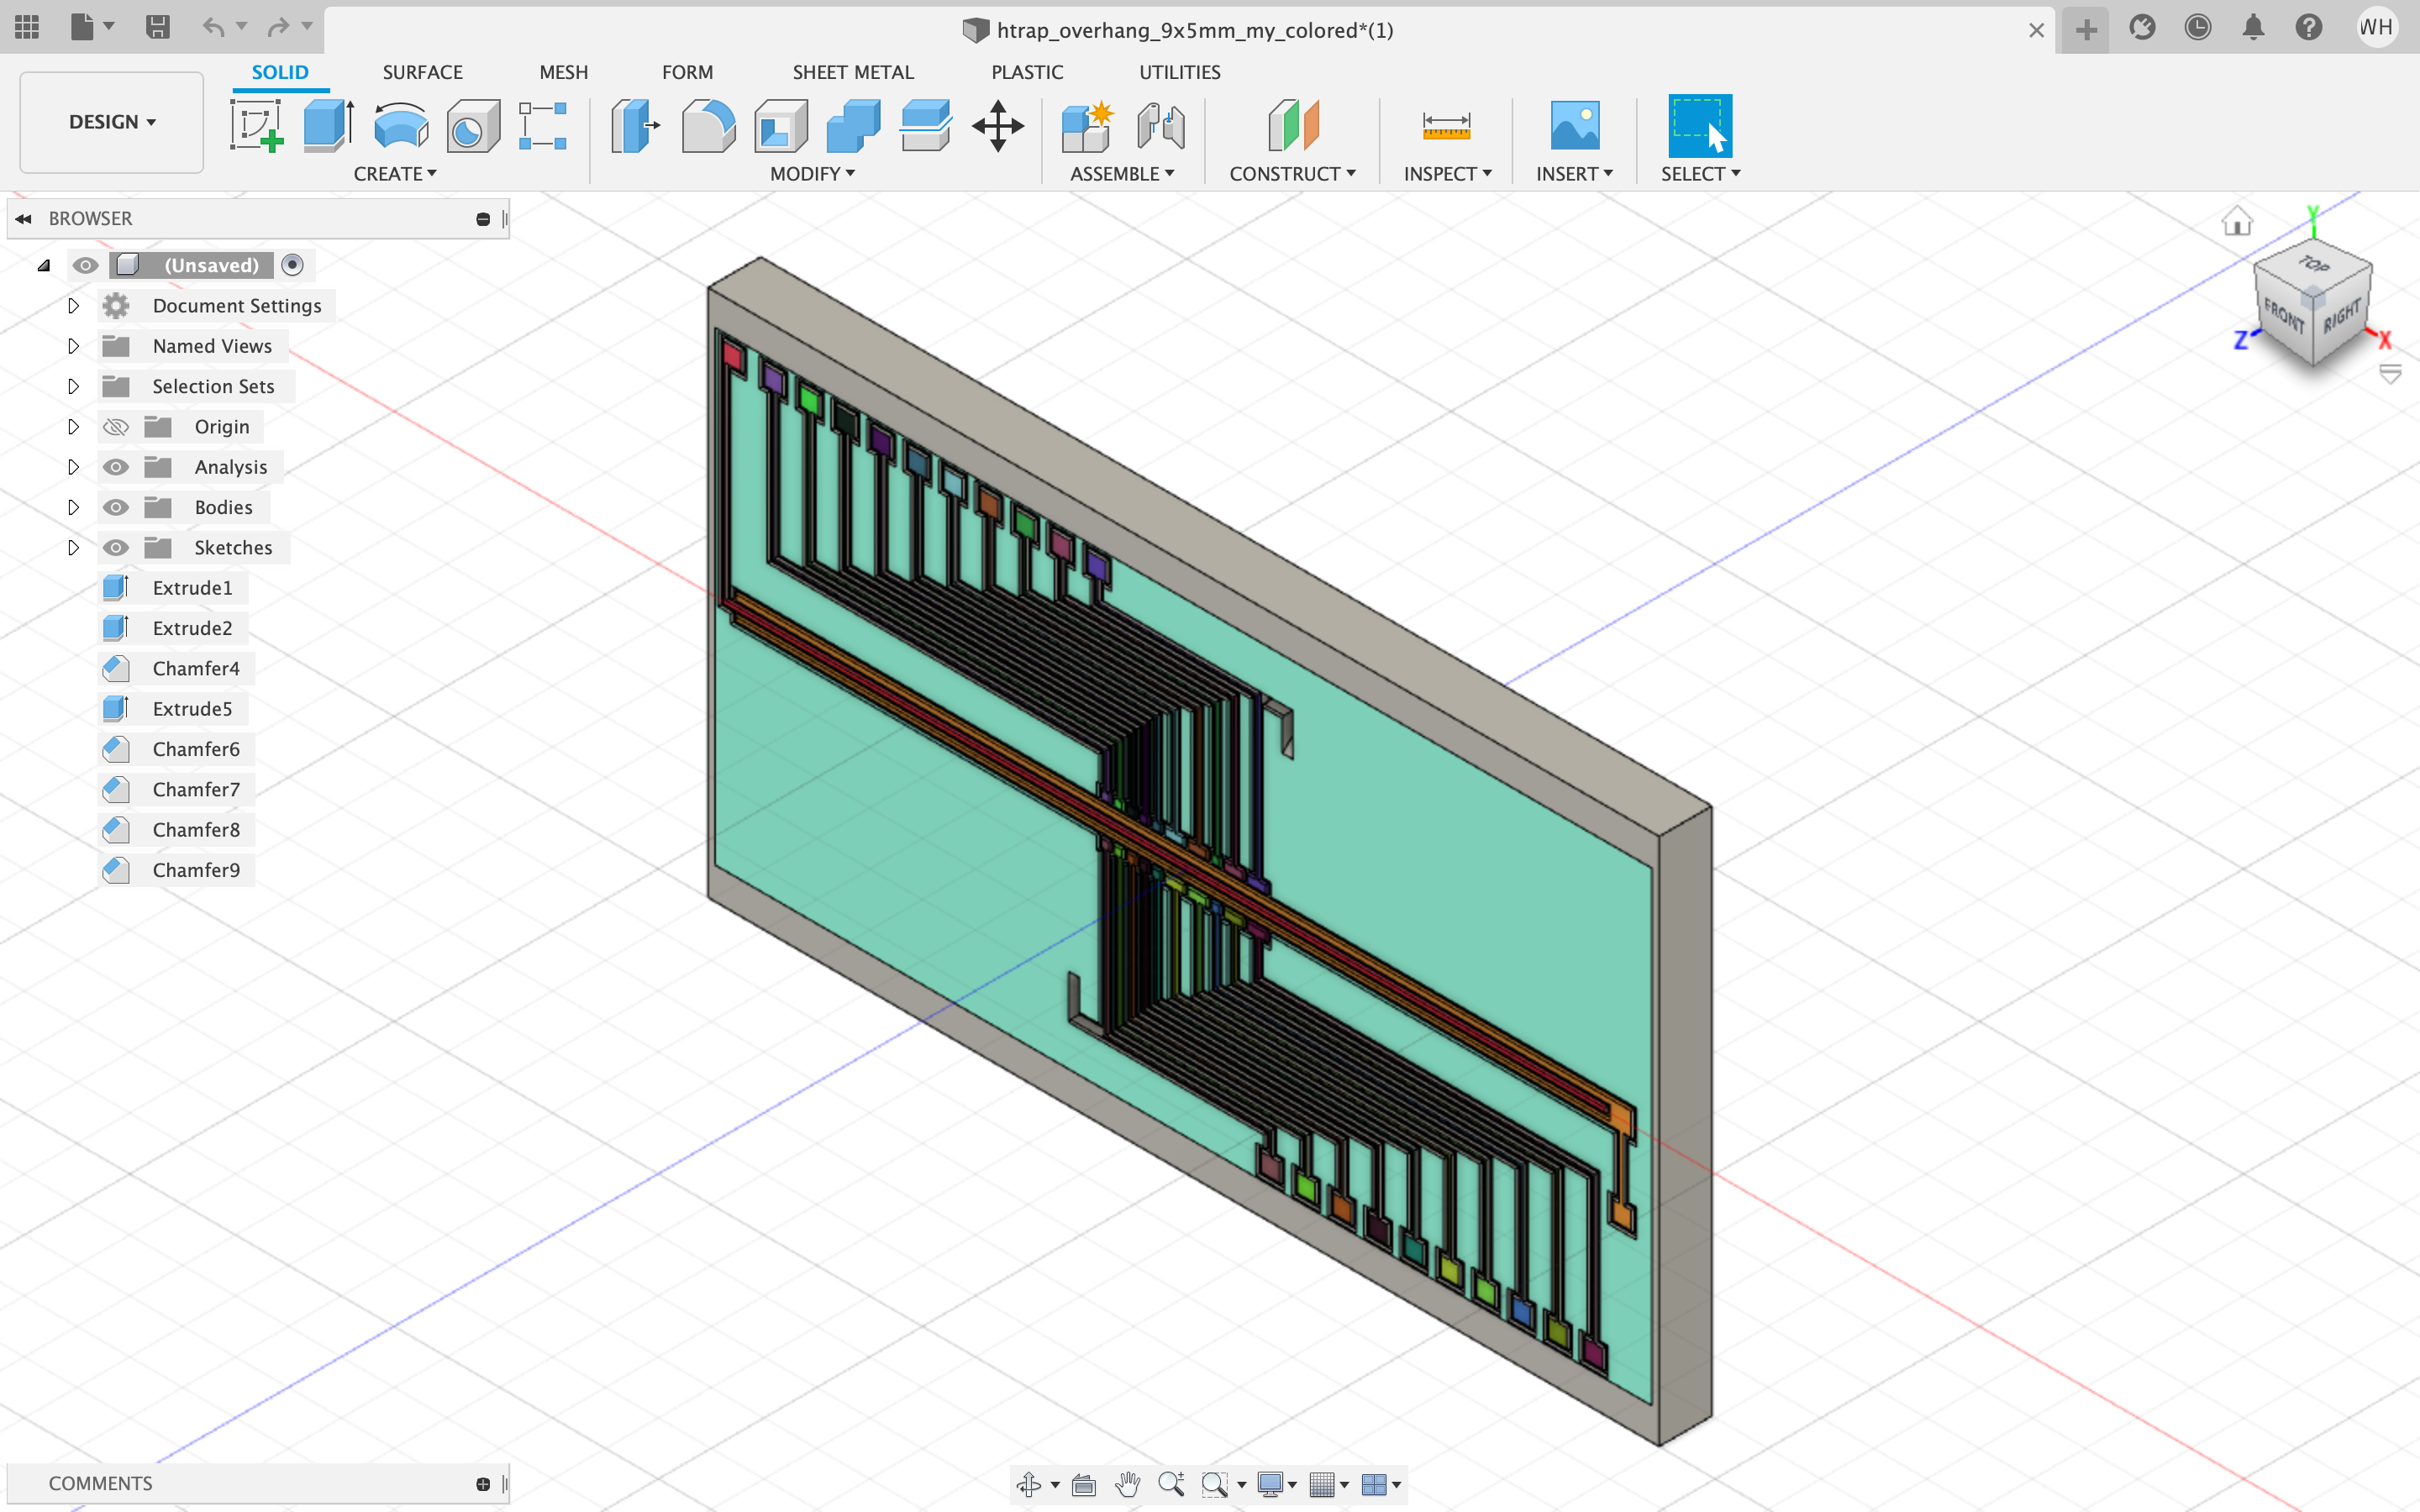 htrap_overhang_9x5mm_my_colored*(1)
WH
SOLID
SURFACE
MESH
FORM
SHEET METAL
PLASTIC
UTILITIES
DESIGN
CREATE
MODIFY
ASSEMBLE
CONSTRUCT
INSPECT
INSERT
SELECT
BROWSER
(Unsaved)
Document Settings
Named Views
Selection Sets
Origin
Analysis
Bodies
Sketches
Extrude1
Extrude2
Chamfer4
Extrude5
Chamfer6
Chamfer7
Chamfer8
Chamfer9
Y
TOP
FRONT
RIGHT
Z
X
COMMENTS